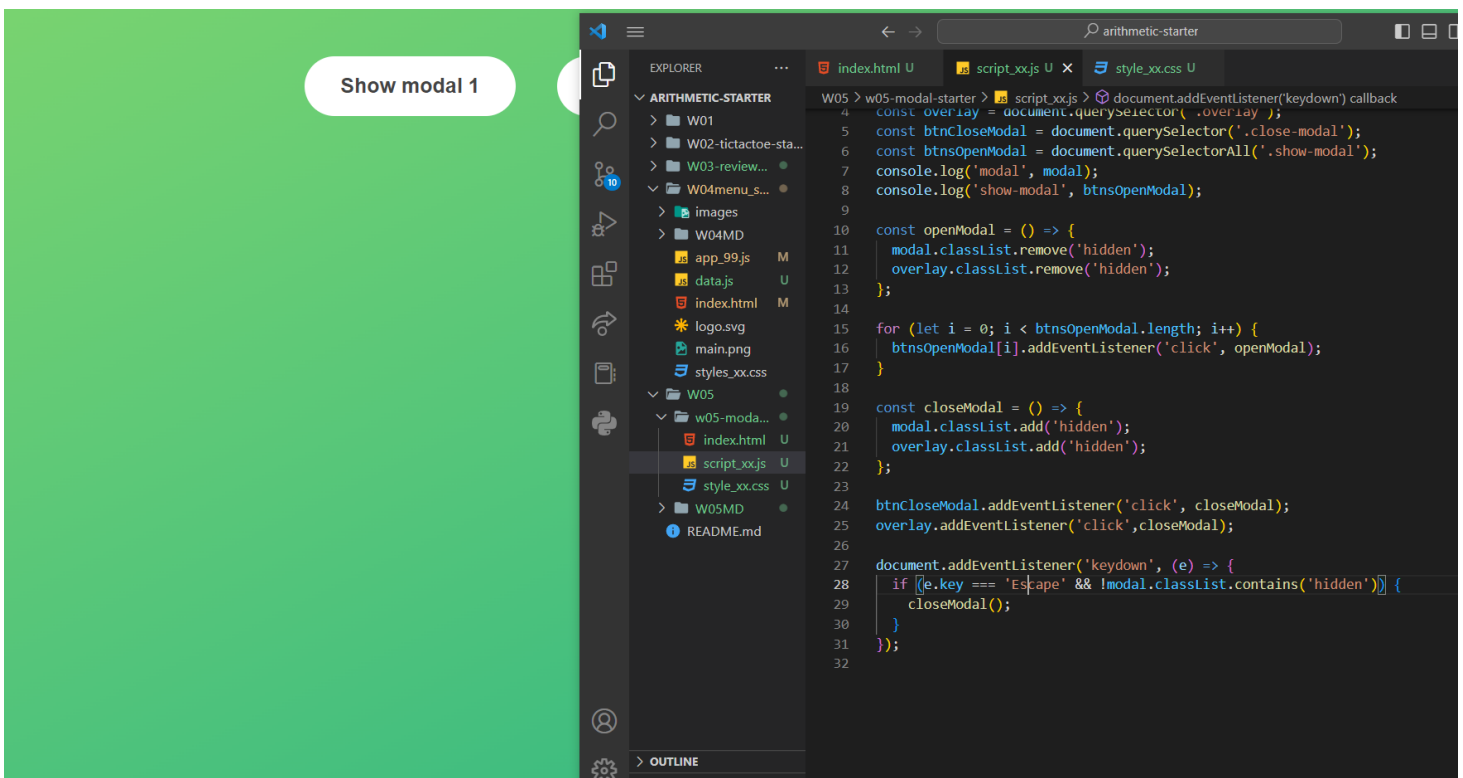 Show modal 1
arithmetic-starter
EXPLORER
···
index.html U
script_xx.js U
style_xx.css U
ARITHMETIC-STARTER
W05 > w05-modal-starter > script_xx.js > document.addEventListener('keydown') callback
W01
W02-tictactoe-sta...
W03-review...
W04menu_s...
images
W04MD
app_99.js M
data.js U
index.html M
logo.svg
main.png
styles_xx.css
W05
w05-moda...
index.html U
script_xx.js U
style_xx.css U
W05MD
README.md
OUTLINE
10
4 const overlay = document.querySelector('.overlay');
5 const btnCloseModal = document.querySelector('.close-modal');
6 const btnsOpenModal = document.querySelectorAll('.show-modal');
7 console.log('modal', modal);
8 console.log('show-modal', btnsOpenModal);
9
10 const openModal = () => {
11 modal.classList.remove('hidden');
12 overlay.classList.remove('hidden');
13 };
14
15 for (let i = 0; i < btnsOpenModal.length; i++) {
16 btnsOpenModal[i].addEventListener('click', openModal);
17 }
18
19 const closeModal = () => {
20 modal.classList.add('hidden');
21 overlay.classList.add('hidden');
22 };
23
24 btnCloseModal.addEventListener('click', closeModal);
25 overlay.addEventListener('click',closeModal);
26
27 document.addEventListener('keydown', (e) => {
28 if (e.key === 'Escape' && !modal.classList.contains('hidden')) {
29 closeModal();
30 }
31 });
32